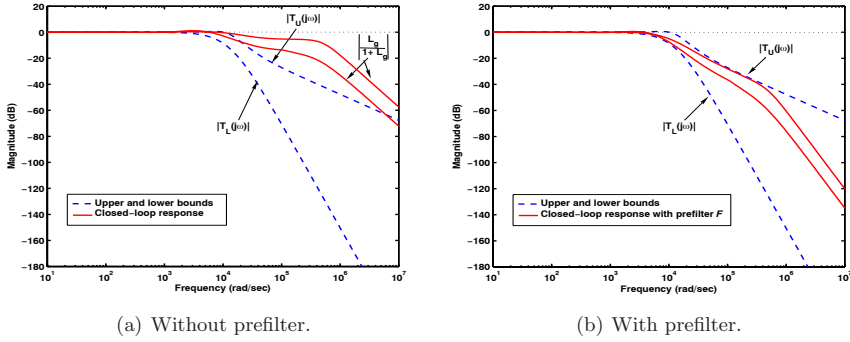 20
0
−20
−40
−60
−80
−100
−120
−140
−160
−180
Magnitude (dB)
|T_U(jω)|
|L_g / 1+ L_g|
|T_L(jω)|
Upper and lower bounds
Closed−loop response
10^1 10^2 10^3 10^4 10^5 10^6 10^7
Frequency (rad/sec)
(a) Without prefilter.
20
0
−20
−40
−60
−80
−100
−120
−140
−160
−180
Magnitude (dB)
|T_U(jω)|
|T_L(jω)|
Upper and lower bounds
Closed−loop response with prefilter F
10^1 10^2 10^3 10^4 10^5 10^6 10^7
Frequency (rad/sec)
(b) With prefilter.